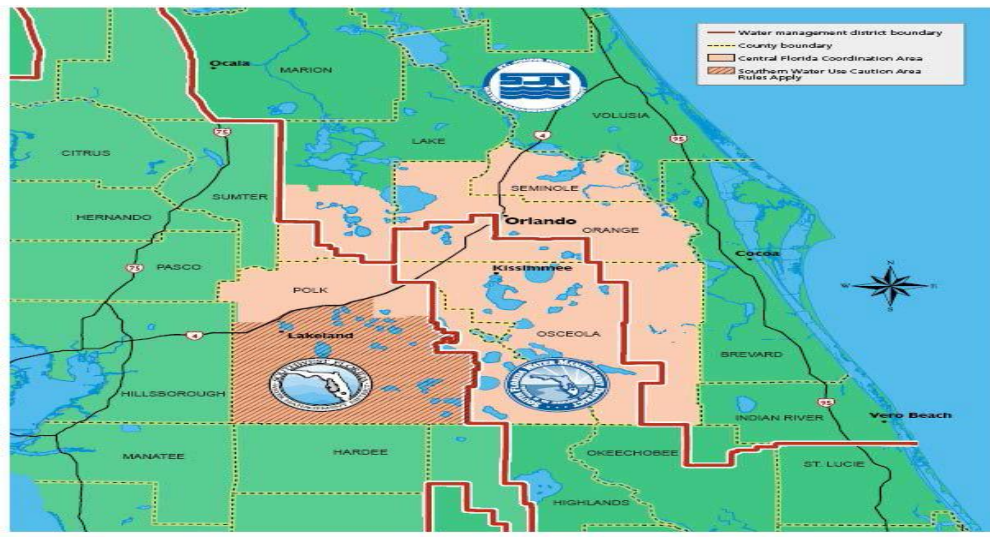 Water management district boundary
County boundary
Central Florida Coordination Area
Southern Water Use Caution Area
Rules Apply
Ocala
MARION
SJR
VOLUSIA
75
4
95
CITRUS
LAKE
SUMTER
SEMINOLE
HERNANDO
Orlando
ORANGE
Cocoa
75
PASCO
Kissimmee
N
W
E
S
POLK
4
Lakeland
OSCEOLA
BREVARD
HILLSBOROUGH
95
INDIAN RIVER
Vero Beach
MANATEE
HARDEE
OKEECHOBEE
ST. LUCIE
HIGHLANDS